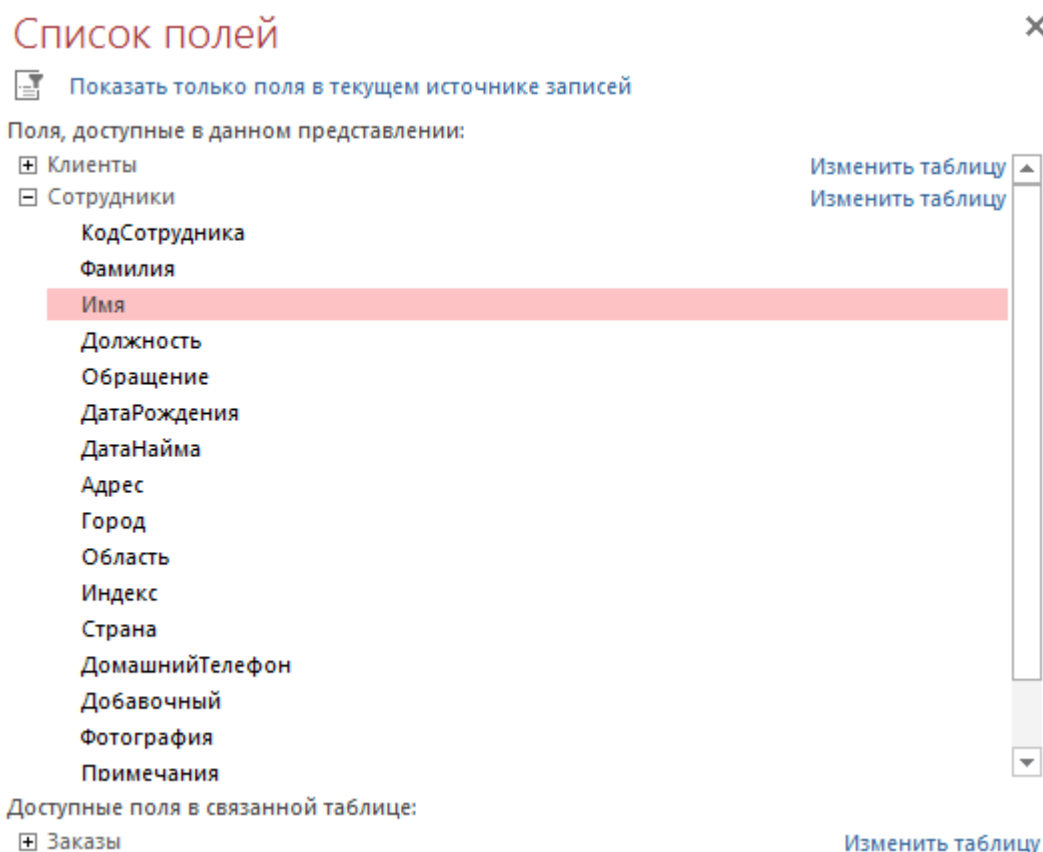 Список полей
Показать только поля в текущем источнике записей
Поля, доступные в данном представлении:
Клиенты Изменить таблицу
Сотрудники Изменить таблицу
КодСотрудника
Фамилия
Имя
Должность
Обращение
ДатаРождения
ДатаНайма
Адрес
Город
Область
Индекс
Страна
ДомашнийТелефон
Добавочный
Фотография
Примечания
Доступные поля в связанной таблице:
Заказы Изменить таблицу